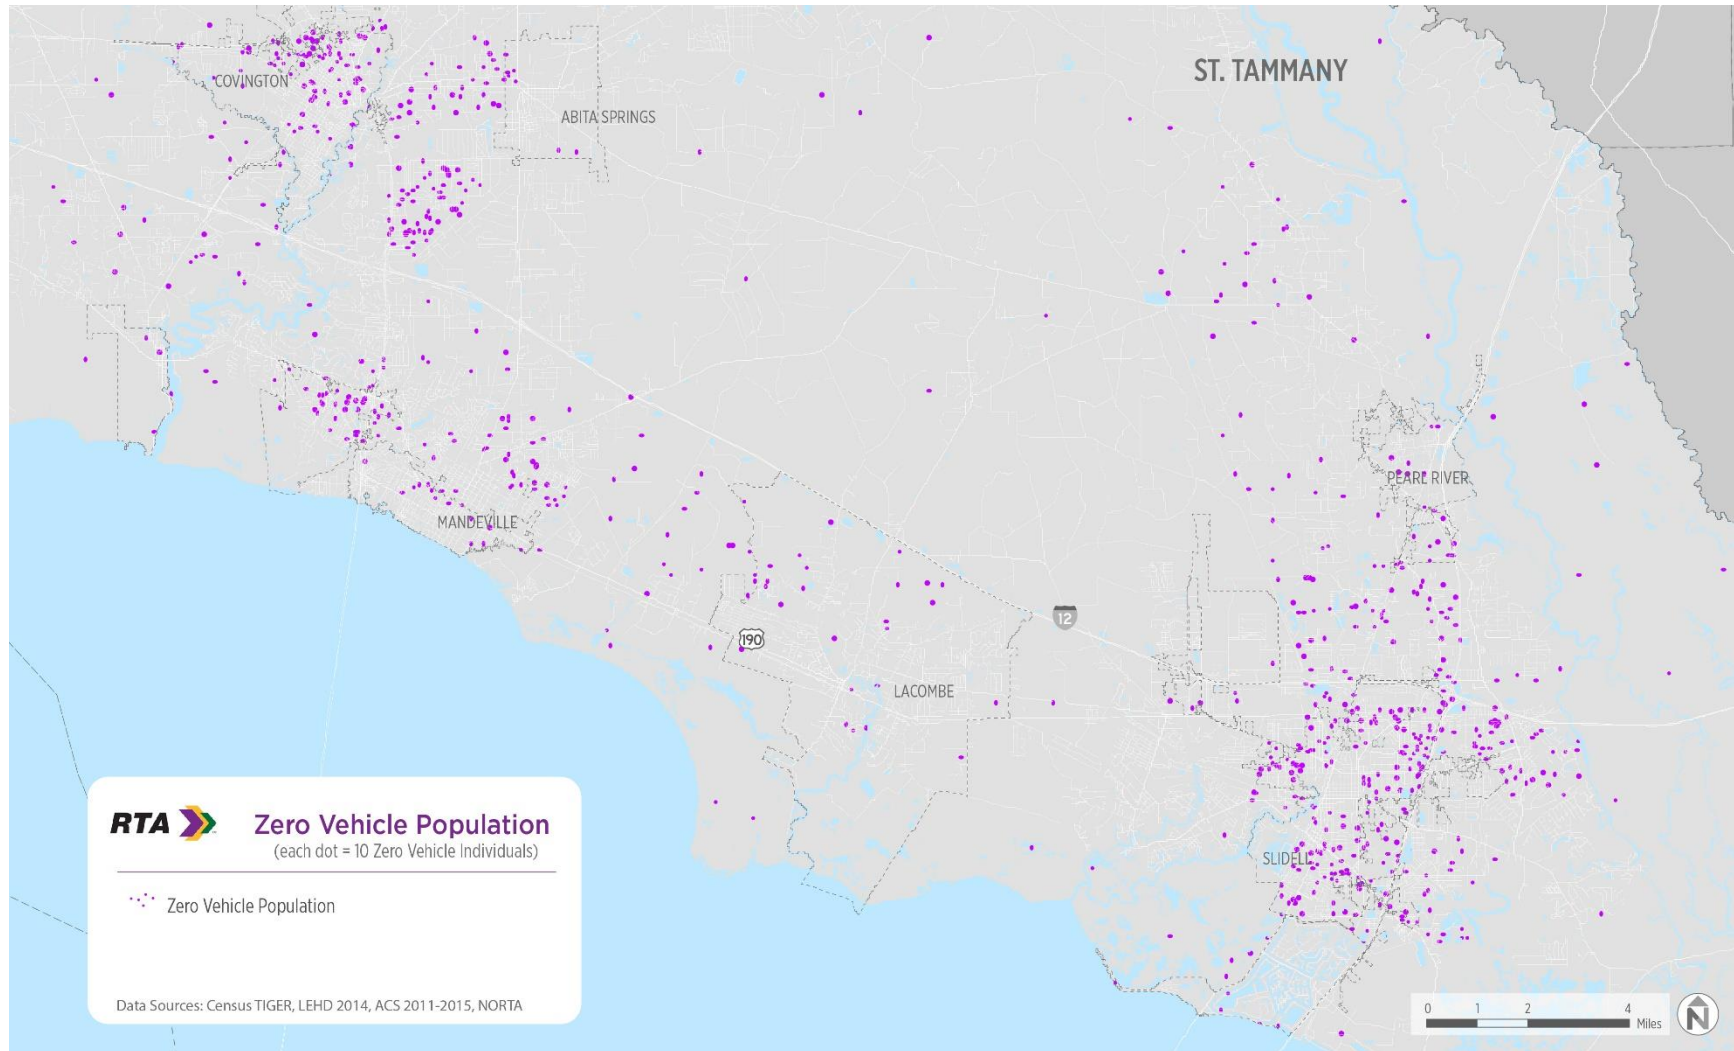 ST. TAMMANY
COVINGTON
ABITA SPRINGS
PEARL RIVER
MANDEVILLE
190
12
LACOMBE
SLIDELL
RTA
Zero Vehicle Population
(each dot = 10 Zero Vehicle Individuals)
Zero Vehicle Population
Data Sources: Census TIGER, LEHD 2014, ACS 2011-2015, NORTA
0 1 2 4
Miles
N